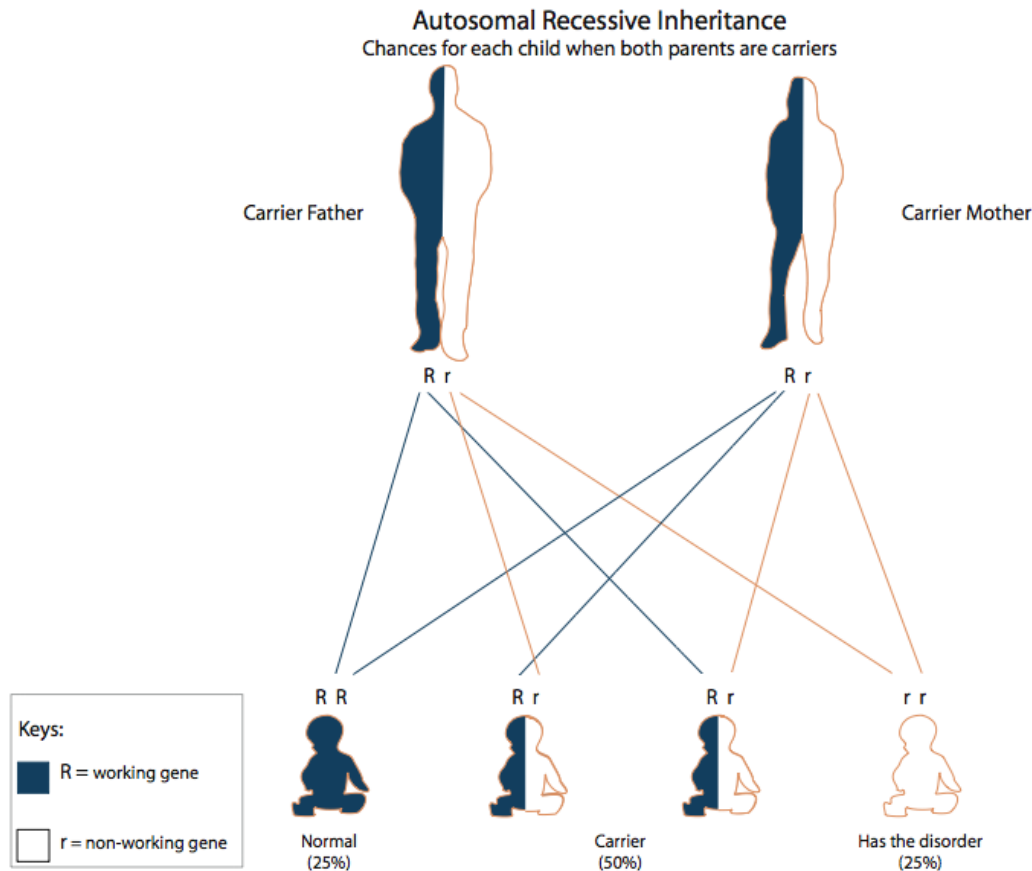 Autosomal Recessive Inheritance
Chances for each child when both parents are carriers
Carrier Father
Carrier Mother
R r
R r
R R
R r
R r
r r
Keys:
R = working gene
r = non-working gene
Normal
(25%)
Carrier
(50%)
Has the disorder
(25%)